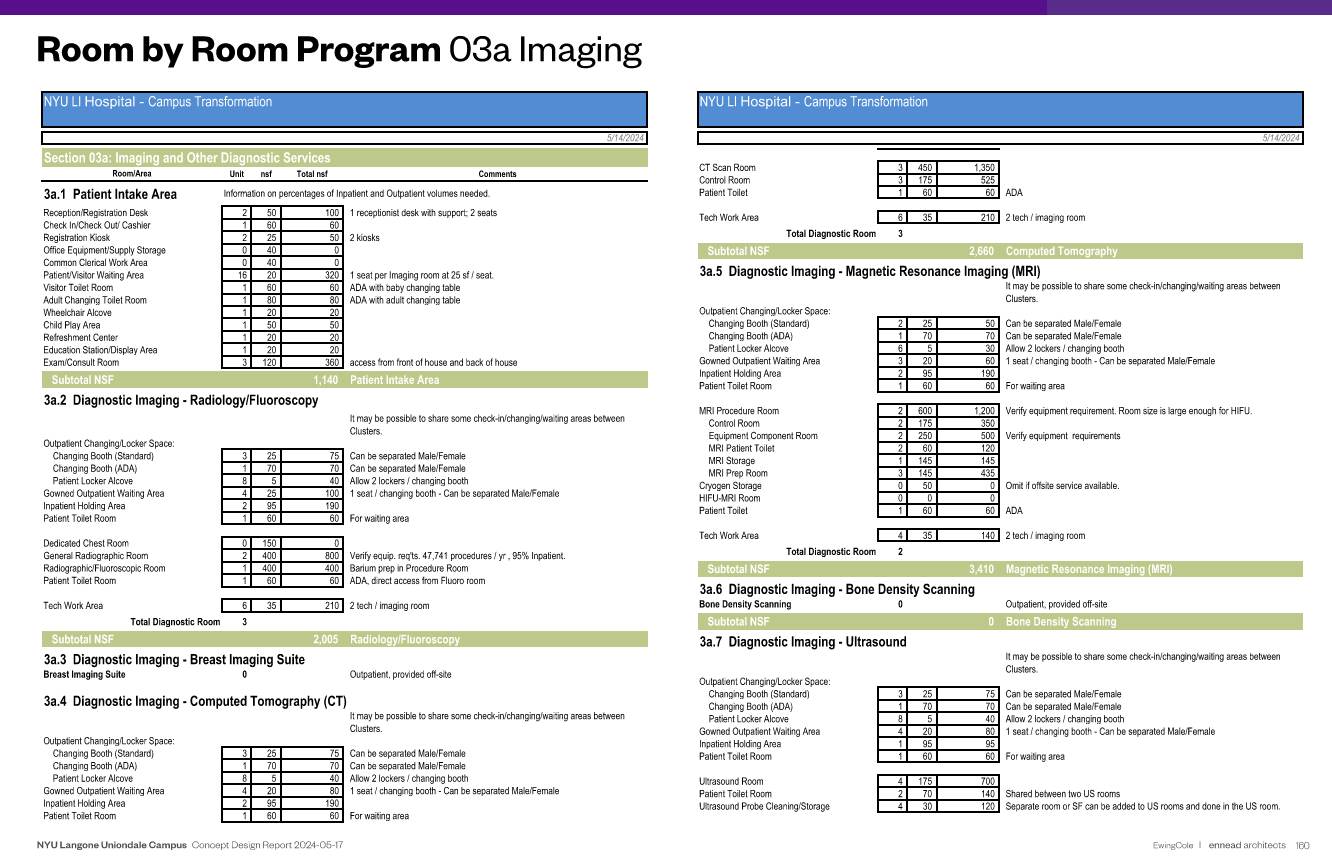 Room by Room Program 03a Imaging
NYU LI Hospital - Campus Transformation
5/14/2024
Section 03a: Imaging and Other Diagnostic Services
Room/Area Unit nsf Total nsf Comments
3a.1 Patient Intake Area Information on percentages of Inpatient and Outpatient volumes needed.
Reception/Registration Desk 2 50 100 1 receptionist desk with support; 2 seats
Check In/Check Out/ Cashier 1 60 60
Registration Kiosk 2 25 50 2 kiosks
Office Equipment/Supply Storage 0 40 0
Common Clerical Work Area 0 40 0
Patient/Visitor Waiting Area 16 20 320 1 seat per Imaging room at 25 sf / seat.
Visitor Toilet Room 1 60 60 ADA with baby changing table
Adult Changing Toilet Room 1 80 80 ADA with adult changing table
Wheelchair Alcove 1 20 20
Child Play Area 1 50 50
Refreshment Center 1 20 20
Education Station/Display Area 1 20 20
Exam/Consult Room 3 120 360 access from front of house and back of house
Subtotal NSF 1,140 Patient Intake Area
3a.2 Diagnostic Imaging - Radiology/Fluoroscopy
It may be possible to share some check-in/changing/waiting areas between
Clusters.
Outpatient Changing/Locker Space:
Changing Booth (Standard) 3 25 75 Can be separated Male/Female
Changing Booth (ADA) 1 70 70 Can be separated Male/Female
Patient Locker Alcove 8 5 40 Allow 2 lockers / changing booth
Gowned Outpatient Waiting Area 4 25 100 1 seat / changing booth - Can be separated Male/Female
Inpatient Holding Area 2 95 190
Patient Toilet Room 1 60 60 For waiting area
Dedicated Chest Room 0 150 0
General Radiographic Room 2 400 800 Verify equip. req'ts. 47,741 procedures / yr , 95% Inpatient.
Radiographic/Fluoroscopic Room 1 400 400 Barium prep in Procedure Room
Patient Toilet Room 1 60 60 ADA, direct access from Fluoro room
Tech Work Area 6 35 210 2 tech / imaging room
Total Diagnostic Room 3
Subtotal NSF 2,005 Radiology/Fluoroscopy
3a.3 Diagnostic Imaging - Breast Imaging Suite
Breast Imaging Suite 0 Outpatient, provided off-site
3a.4 Diagnostic Imaging - Computed Tomography (CT)
It may be possible to share some check-in/changing/waiting areas between
Clusters.
Outpatient Changing/Locker Space:
Changing Booth (Standard) 3 25 75 Can be separated Male/Female
Changing Booth (ADA) 1 70 70 Can be separated Male/Female
Patient Locker Alcove 8 5 40 Allow 2 lockers / changing booth
Gowned Outpatient Waiting Area 4 20 80 1 seat / changing booth - Can be separated Male/Female
Inpatient Holding Area 2 95 190
Patient Toilet Room 1 60 60 For waiting area
NYU LI Hospital - Campus Transformation
5/14/2024
CT Scan Room 3 450 1,350
Control Room 3 175 525
Patient Toilet 1 60 60 ADA
Tech Work Area 6 35 210 2 tech / imaging room
Total Diagnostic Room 3
Subtotal NSF 2,660 Computed Tomography
3a.5 Diagnostic Imaging - Magnetic Resonance Imaging (MRI)
It may be possible to share some check-in/changing/waiting areas between
Clusters.
Outpatient Changing/Locker Space:
Changing Booth (Standard) 2 25 50 Can be separated Male/Female
Changing Booth (ADA) 1 70 70 Can be separated Male/Female
Patient Locker Alcove 6 5 30 Allow 2 lockers / changing booth
Gowned Outpatient Waiting Area 3 20 60 1 seat / changing booth - Can be separated Male/Female
Inpatient Holding Area 2 95 190
Patient Toilet Room 1 60 60 For waiting area
MRI Procedure Room 2 600 1,200 Verify equipment requirement. Room size is large enough for HIFU.
Control Room 2 175 350
Equipment Component Room 2 250 500 Verify equipment requirements
MRI Patient Toilet 2 60 120
MRI Storage 1 145 145
MRI Prep Room 3 145 435
Cryogen Storage 0 50 0 Omit if offsite service available.
HIFU-MRI Room 0 0 0
Patient Toilet 1 60 60 ADA
Tech Work Area 4 35 140 2 tech / imaging room
Total Diagnostic Room 2
Subtotal NSF 3,410 Magnetic Resonance Imaging (MRI)
3a.6 Diagnostic Imaging - Bone Density Scanning
Bone Density Scanning 0 Outpatient, provided off-site
Subtotal NSF 0 Bone Density Scanning
3a.7 Diagnostic Imaging - Ultrasound
It may be possible to share some check-in/changing/waiting areas between
Clusters.
Outpatient Changing/Locker Space:
Changing Booth (Standard) 3 25 75 Can be separated Male/Female
Changing Booth (ADA) 1 70 70 Can be separated Male/Female
Patient Locker Alcove 8 5 40 Allow 2 lockers / changing booth
Gowned Outpatient Waiting Area 4 20 80 1 seat / changing booth - Can be separated Male/Female
Inpatient Holding Area 1 95 95
Patient Toilet Room 1 60 60 For waiting area
Ultrasound Room 4 175 700
Patient Toilet Room 2 70 140 Shared between two US rooms
Ultrasound Probe Cleaning/Storage 4 30 120 Separate room or SF can be added to US rooms and done in the US room.
NYU Langone Uniondale Campus Concept Design Report 2024-05-17
EwingCole | ennead architects 160